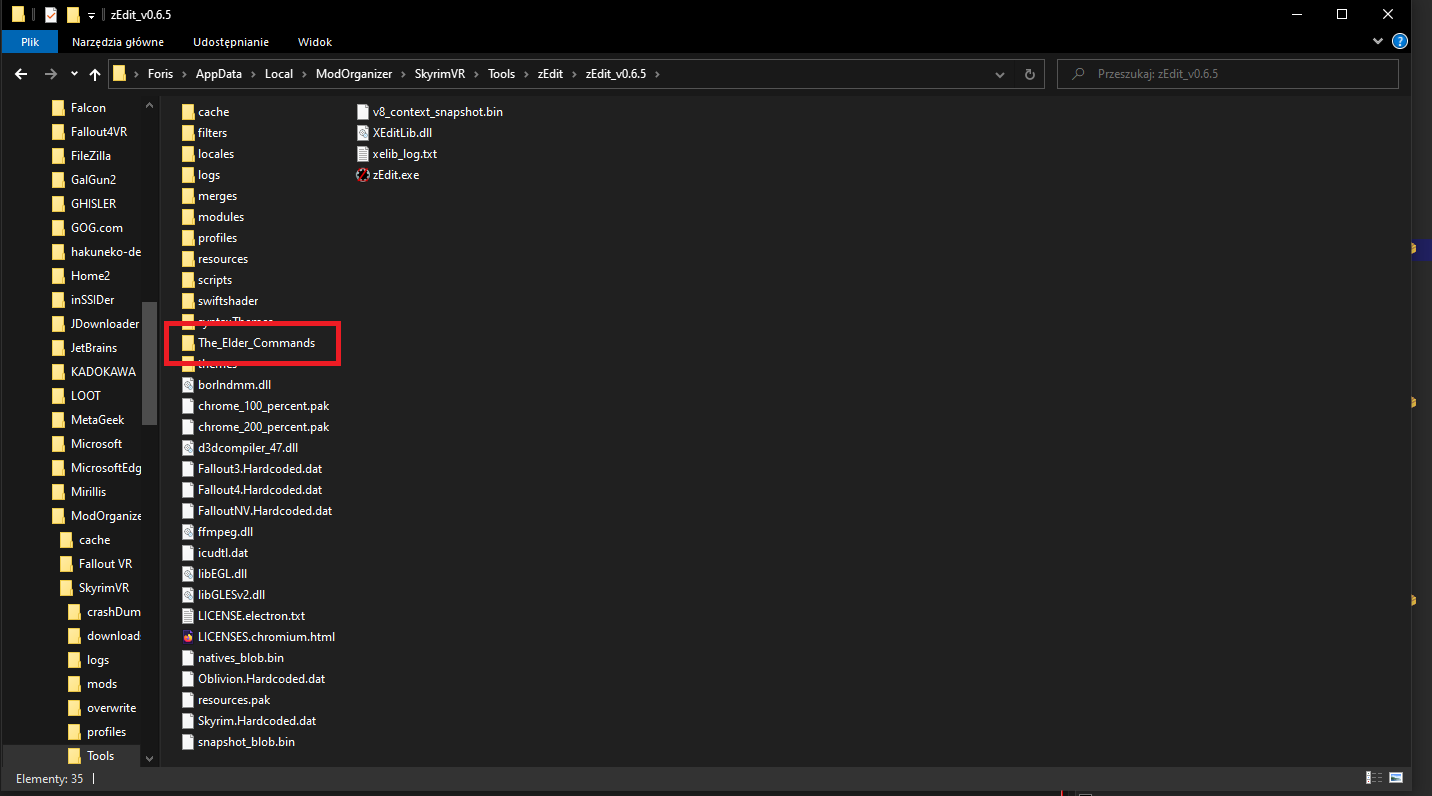 zEdit_v0.6.5
Plik Narzędzia główne Udostępnianie Widok
Foris AppData Local ModOrganizer SkyrimVR Tools zEdit zEdit_v0.6.5
Przeszukaj: zEdit_v0.6.5
Falcon
Fallout4VR
FileZilla
GalGun2
GHISLER
GOG.com
hakuneko-de
Home2
inSSIDer
JDownloader
JetBrains
KADOKAWA
LOOT
MetaGeek
Microsoft
MicrosoftEdg
Mirillis
ModOrganize
cache
Fallout VR
SkyrimVR
crashDum
download
logs
mods
overwrite
profiles
Tools
cache
filters
locales
logs
merges
modules
profiles
resources
scripts
swiftshader
syntaxThemes
The_Elder_Commands
themes
borlndmm.dll
chrome_100_percent.pak
chrome_200_percent.pak
d3dcompiler_47.dll
Fallout3.Hardcoded.dat
Fallout4.Hardcoded.dat
FalloutNV.Hardcoded.dat
ffmpeg.dll
icudtl.dat
libEGL.dll
libGLESv2.dll
LICENSE.electron.txt
LICENSES.chromium.html
natives_blob.bin
Oblivion.Hardcoded.dat
resources.pak
Skyrim.Hardcoded.dat
snapshot_blob.bin
v8_context_snapshot.bin
XEditLib.dll
xelib_log.txt
zEdit.exe
Elementy: 35